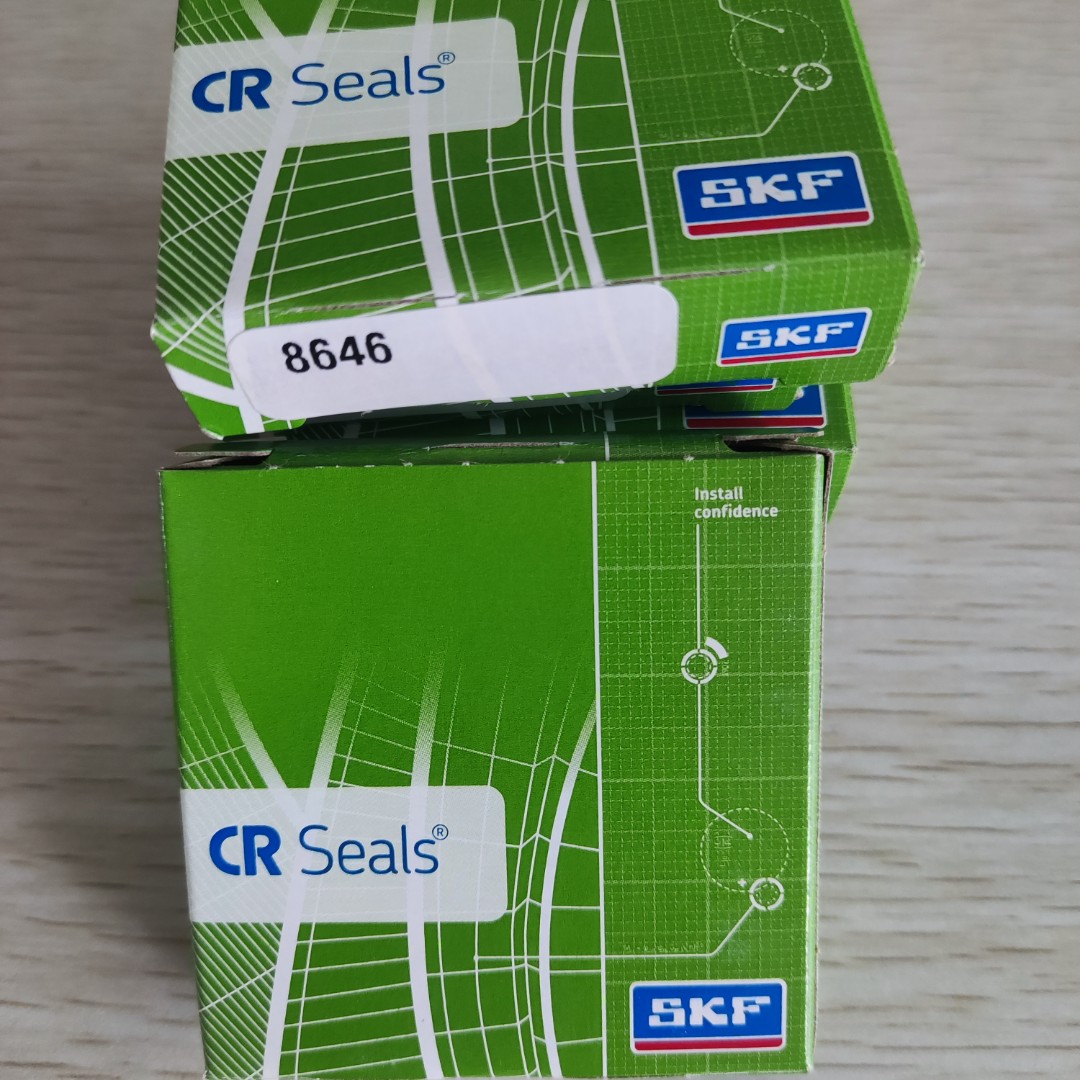 CR Seals®
SKF
8646
SKF
Install
confidence
CR Seals®
SKF